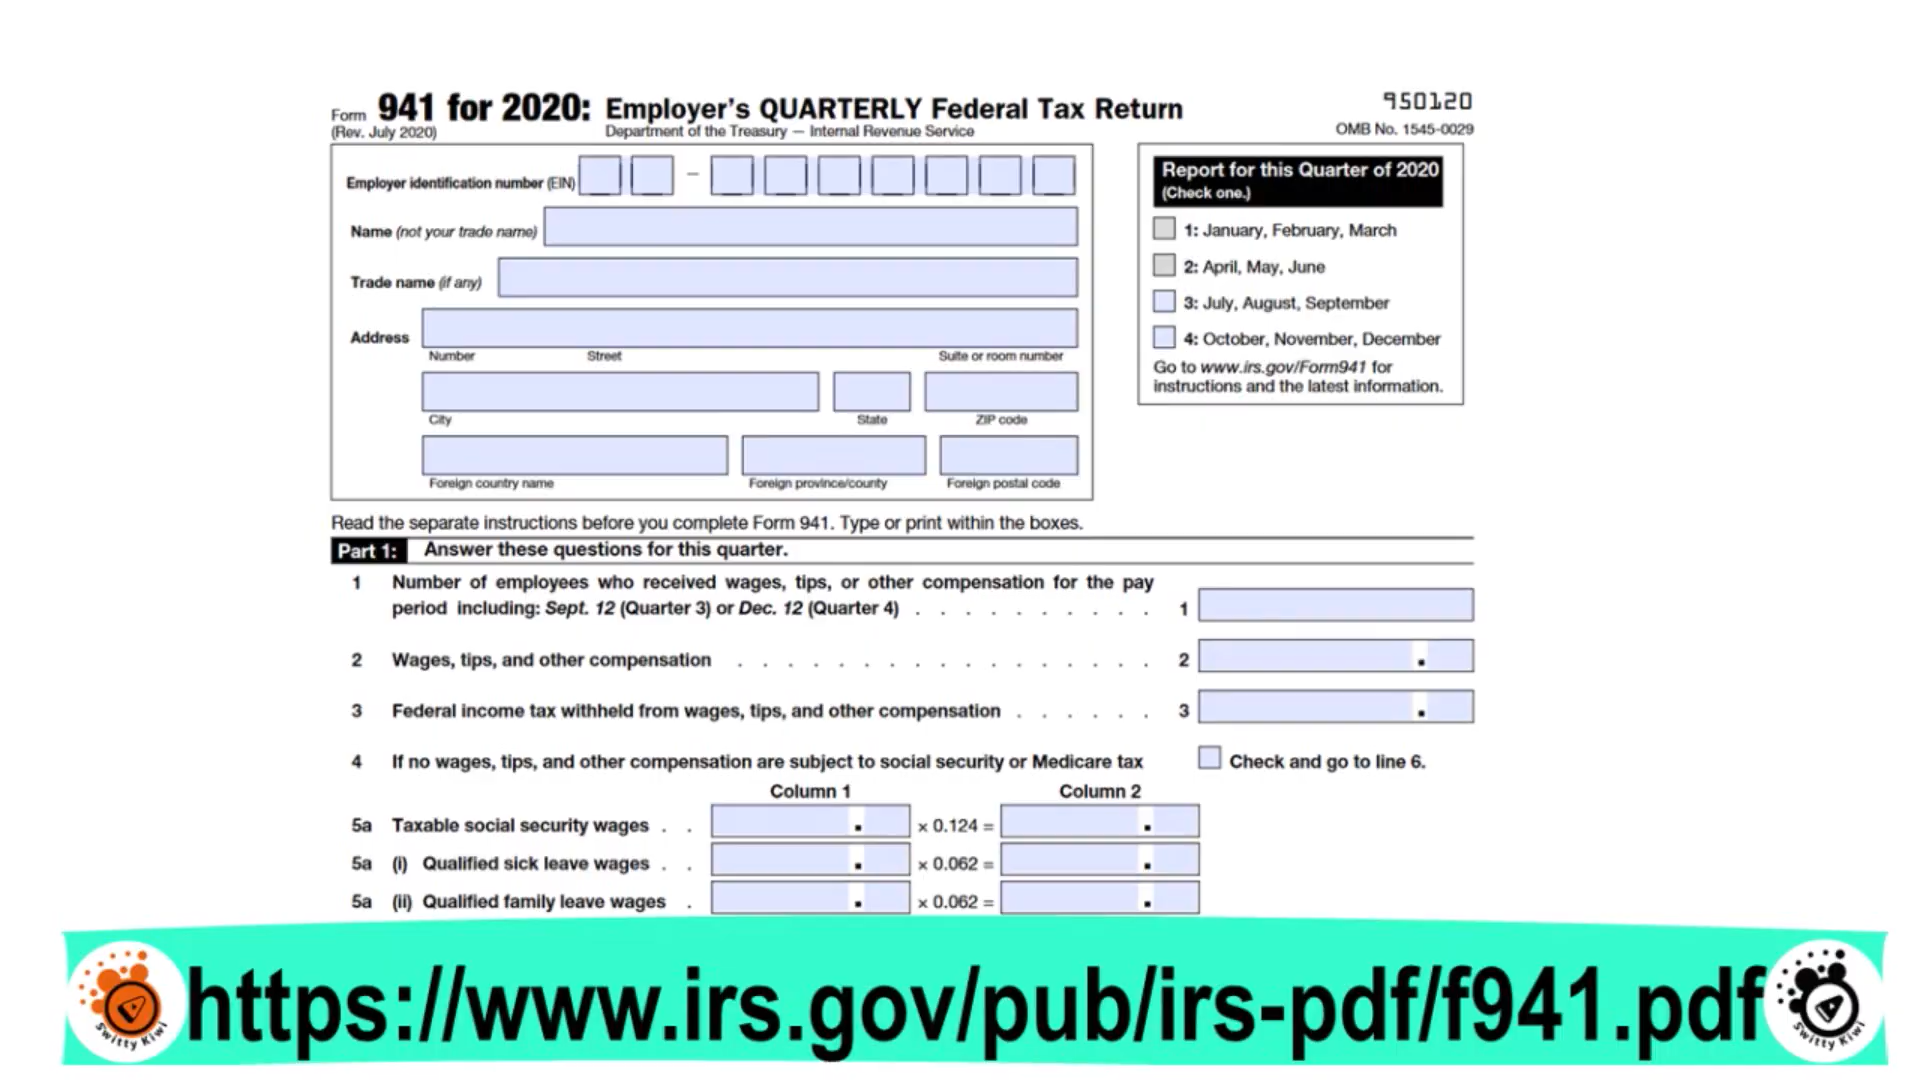 Form 941 for 2020: Employer's QUARTERLY Federal Tax Return
(Rev. July 2020)
Department of the Treasury — Internal Revenue Service
950120
OMB No. 1545-0029
Employer identification number (EIN)
–
Name (not your trade name)
Trade name (if any)
Address
Number Street Suite or room number
City State ZIP code
Foreign country name Foreign province/county Foreign postal code
Report for this Quarter of 2020
(Check one.)
1: January, February, March
2: April, May, June
3: July, August, September
4: October, November, December
Go to www.irs.gov/Form941 for
instructions and the latest information.
Read the separate instructions before you complete Form 941. Type or print within the boxes.
Part 1: Answer these questions for this quarter.
1 Number of employees who received wages, tips, or other compensation for the pay
period including: Sept. 12 (Quarter 3) or Dec. 12 (Quarter 4) . . . . . . . . . . 1
2 Wages, tips, and other compensation . . . . . . . . . . . . . . . . . 2 .
3 Federal income tax withheld from wages, tips, and other compensation . . . . . . 3 .
4 If no wages, tips, and other compensation are subject to social security or Medicare tax Check and go to line 6.
Column 1 Column 2
5a Taxable social security wages . . . × 0.124 = .
5a (i) Qualified sick leave wages . . . × 0.062 = .
5a (ii) Qualified family leave wages . . × 0.062 = .
https://www.irs.gov/pub/irs-pdf/f941.pdf
Switty Kiwi
Switty Kiwi